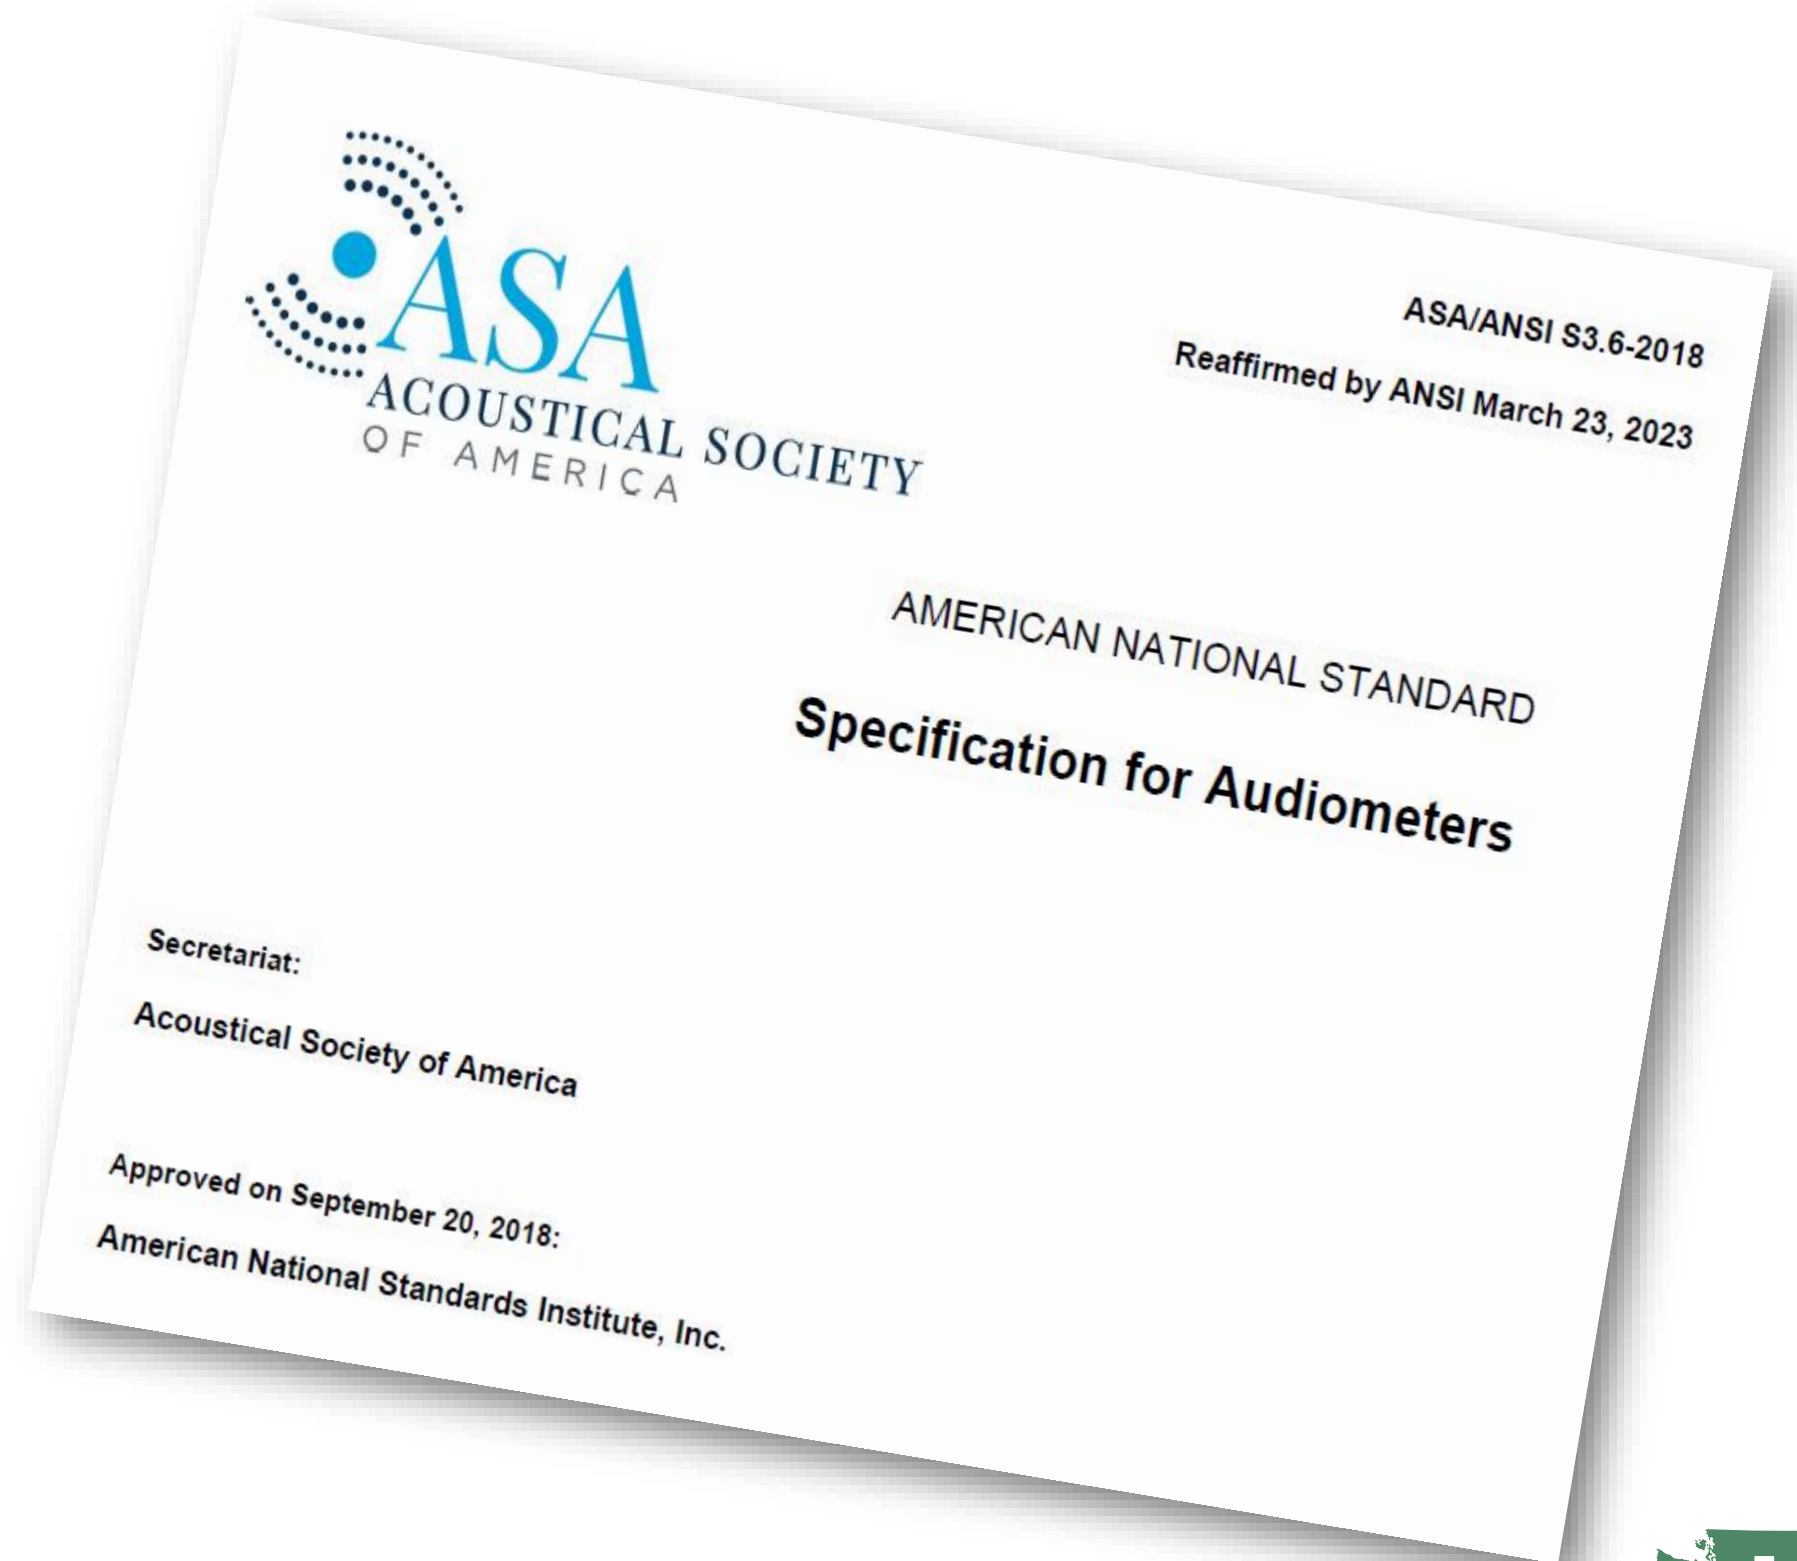 ASA
ACOUSTICAL SOCIETY
OF AMERICA
ASA/ANSI S3.6-2018
Reaffirmed by ANSI March 23, 2023
AMERICAN NATIONAL STANDARD
Specification for Audiometers
Secretariat:
Acoustical Society of America
Approved on September 20, 2018:
American National Standards Institute, Inc.